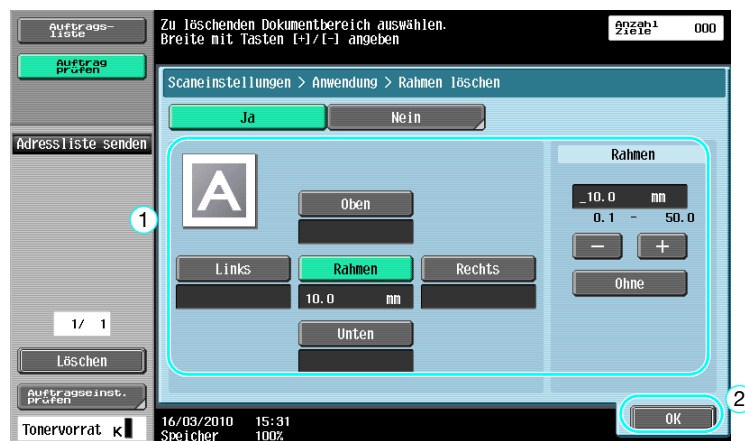 Auftrags-
liste
Auftrag
prüfen
Zu löschenden Dokumentbereich auswählen.
Breite mit Tasten [+]/[-] angeben
Anzahl
Ziele
000
Scaneinstellungen > Anwendung > Rahmen löschen
Ja
Nein
Adressliste senden
Rahmen
A
1
Oben
_10.0 mm
0.1 - 50.0
- +
Links
Rahmen
Rechts
Ohne
10.0 mm
Unten
1/ 1
Löschen
Auftragseinst.
prüfen
2
OK
Tonervorrat K
16/03/2010 15:31
Speicher 100%